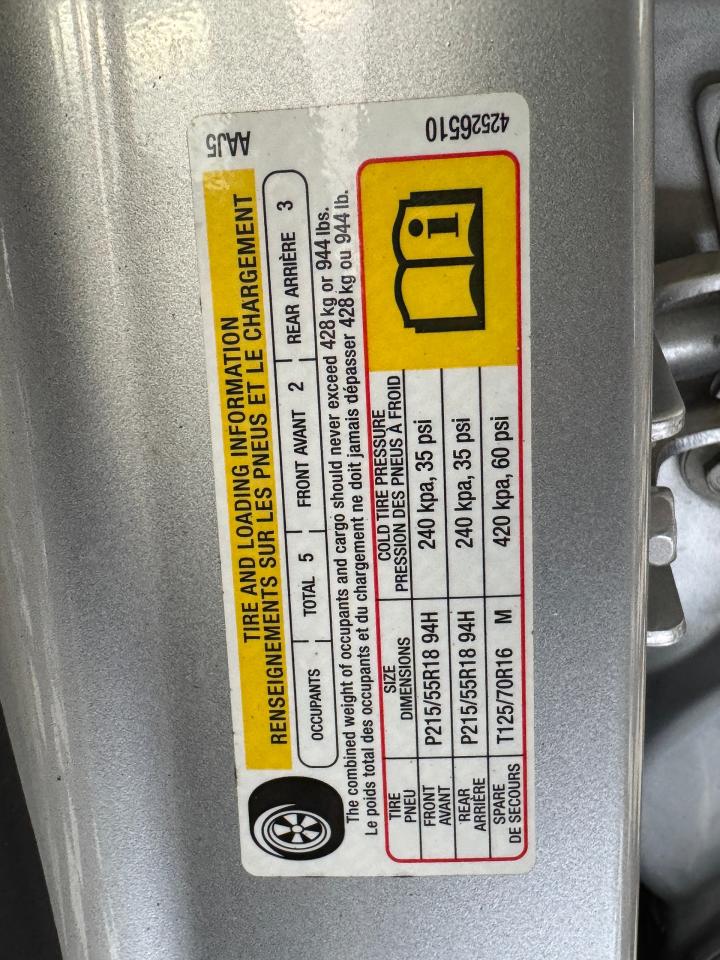 TIRE AND LOADING INFORMATION
RENSEIGNEMENTS SUR LES PNEUS ET LE CHARGEMENT
OCCUPANTS TOTAL 5 FRONT AVANT 2 REAR ARRIÈRE 3
The combined weight of occupants and cargo should never exceed 428 kg or 944 lbs.
Le poids total des occupants et du chargement ne doit jamais dépasser 428 kg ou 944 lb.
TIRE SIZE COLD TIRE PRESSURE
PNEU DIMENSIONS PRESSION DES PNEUS À FROID
FRONT
AVANT P215/55R18 94H 240 kpa, 35 psi
REAR
ARRIÈRE P215/55R18 94H 240 kpa, 35 psi
SPARE
DE SECOURS T125/70R16 M 420 kpa, 60 psi
i
AAJ5
42526510